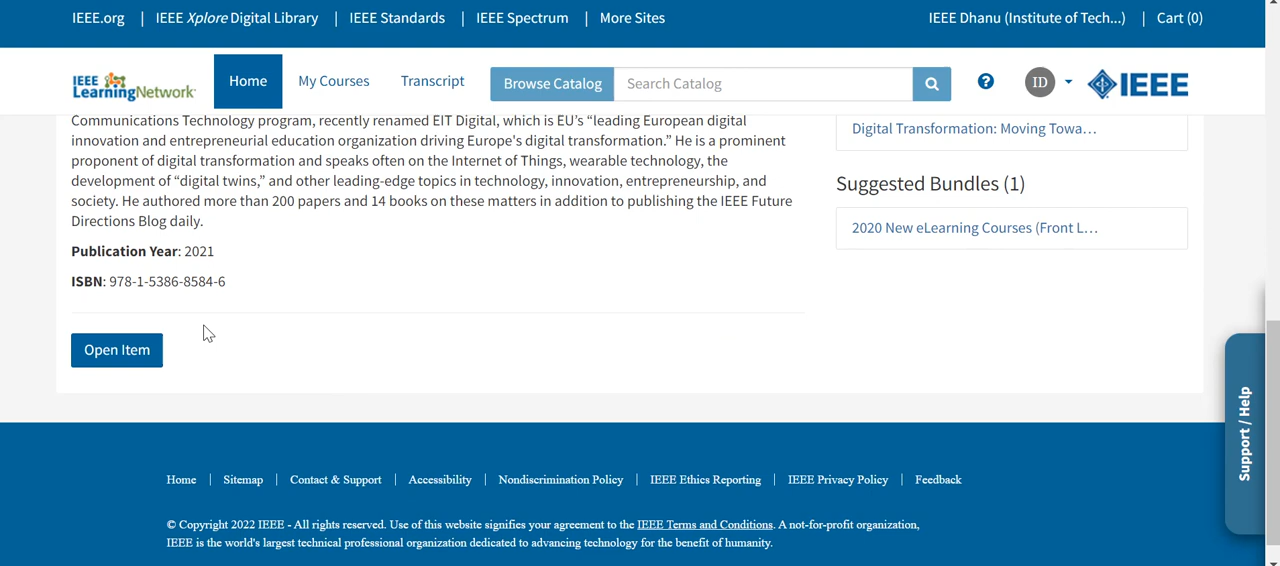 IEEE.org | IEEE Xplore Digital Library | IEEE Standards | IEEE Spectrum | More Sites
IEEE Dhanu (Institute of Tech...) | Cart (0)
IEEE LearningNetwork
Home
My Courses
Transcript
Browse Catalog
Search Catalog
?
ID
IEEE
Communications Technology program, recently renamed EIT Digital, which is EU's “leading European digital
innovation and entrepreneurial education organization driving Europe's digital transformation.” He is a prominent
proponent of digital transformation and speaks often on the Internet of Things, wearable technology, the
development of “digital twins,” and other leading-edge topics in technology, innovation, entrepreneurship, and
society. He authored more than 200 papers and 14 books on these matters in addition to publishing the IEEE Future
Directions Blog daily.
Publication Year: 2021
ISBN: 978-1-5386-8584-6
Open Item
Digital Transformation: Moving Towa...
Suggested Bundles (1)
2020 New eLearning Courses (Front L...
Support / Help
Home | Sitemap | Contact & Support | Accessibility | Nondiscrimination Policy | IEEE Ethics Reporting | IEEE Privacy Policy | Feedback
© Copyright 2022 IEEE - All rights reserved. Use of this website signifies your agreement to the IEEE Terms and Conditions. A not-for-profit organization,
IEEE is the world's largest technical professional organization dedicated to advancing technology for the benefit of humanity.